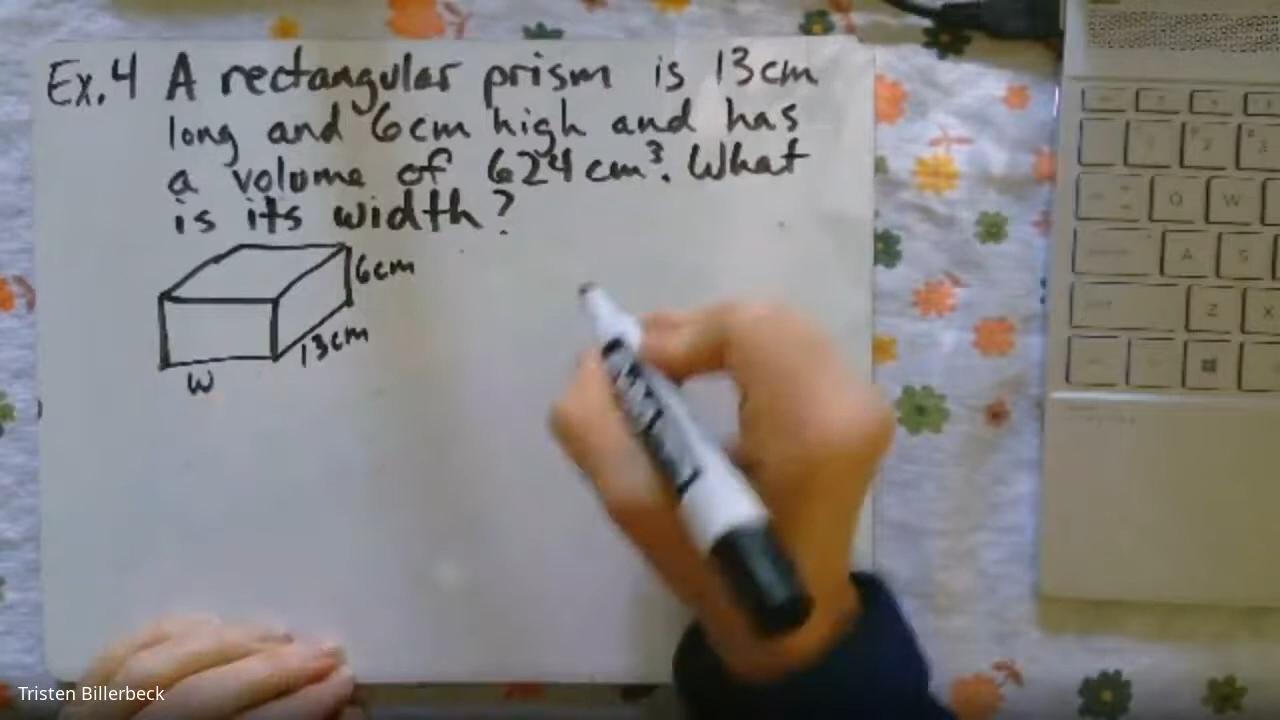 Ex.4 A rectangular prism is 13cm
long and 6cm high and has
a volume of 624 cm³. What
is its width?
6cm
13cm
w
Q W
A S
Z X
Tristen Billerbeck